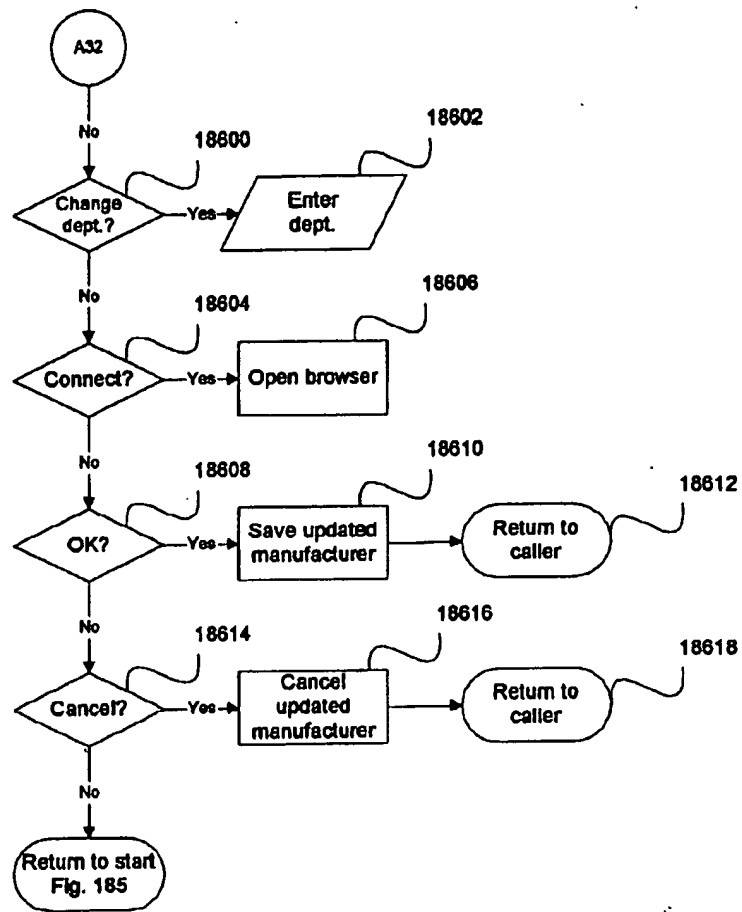 A32
No
18600
18602
Change
dept.?
Yes
Enter
dept.
No
18604
18606
Connect?
Yes
Open browser
No
18608
18610
18612
OK?
Yes
Save updated
manufacturer
Return to
caller
No
18614
18616
18618
Cancel?
Yes
Cancel
updated
manufacturer
Return to
caller
No
Return to start
Fig. 185